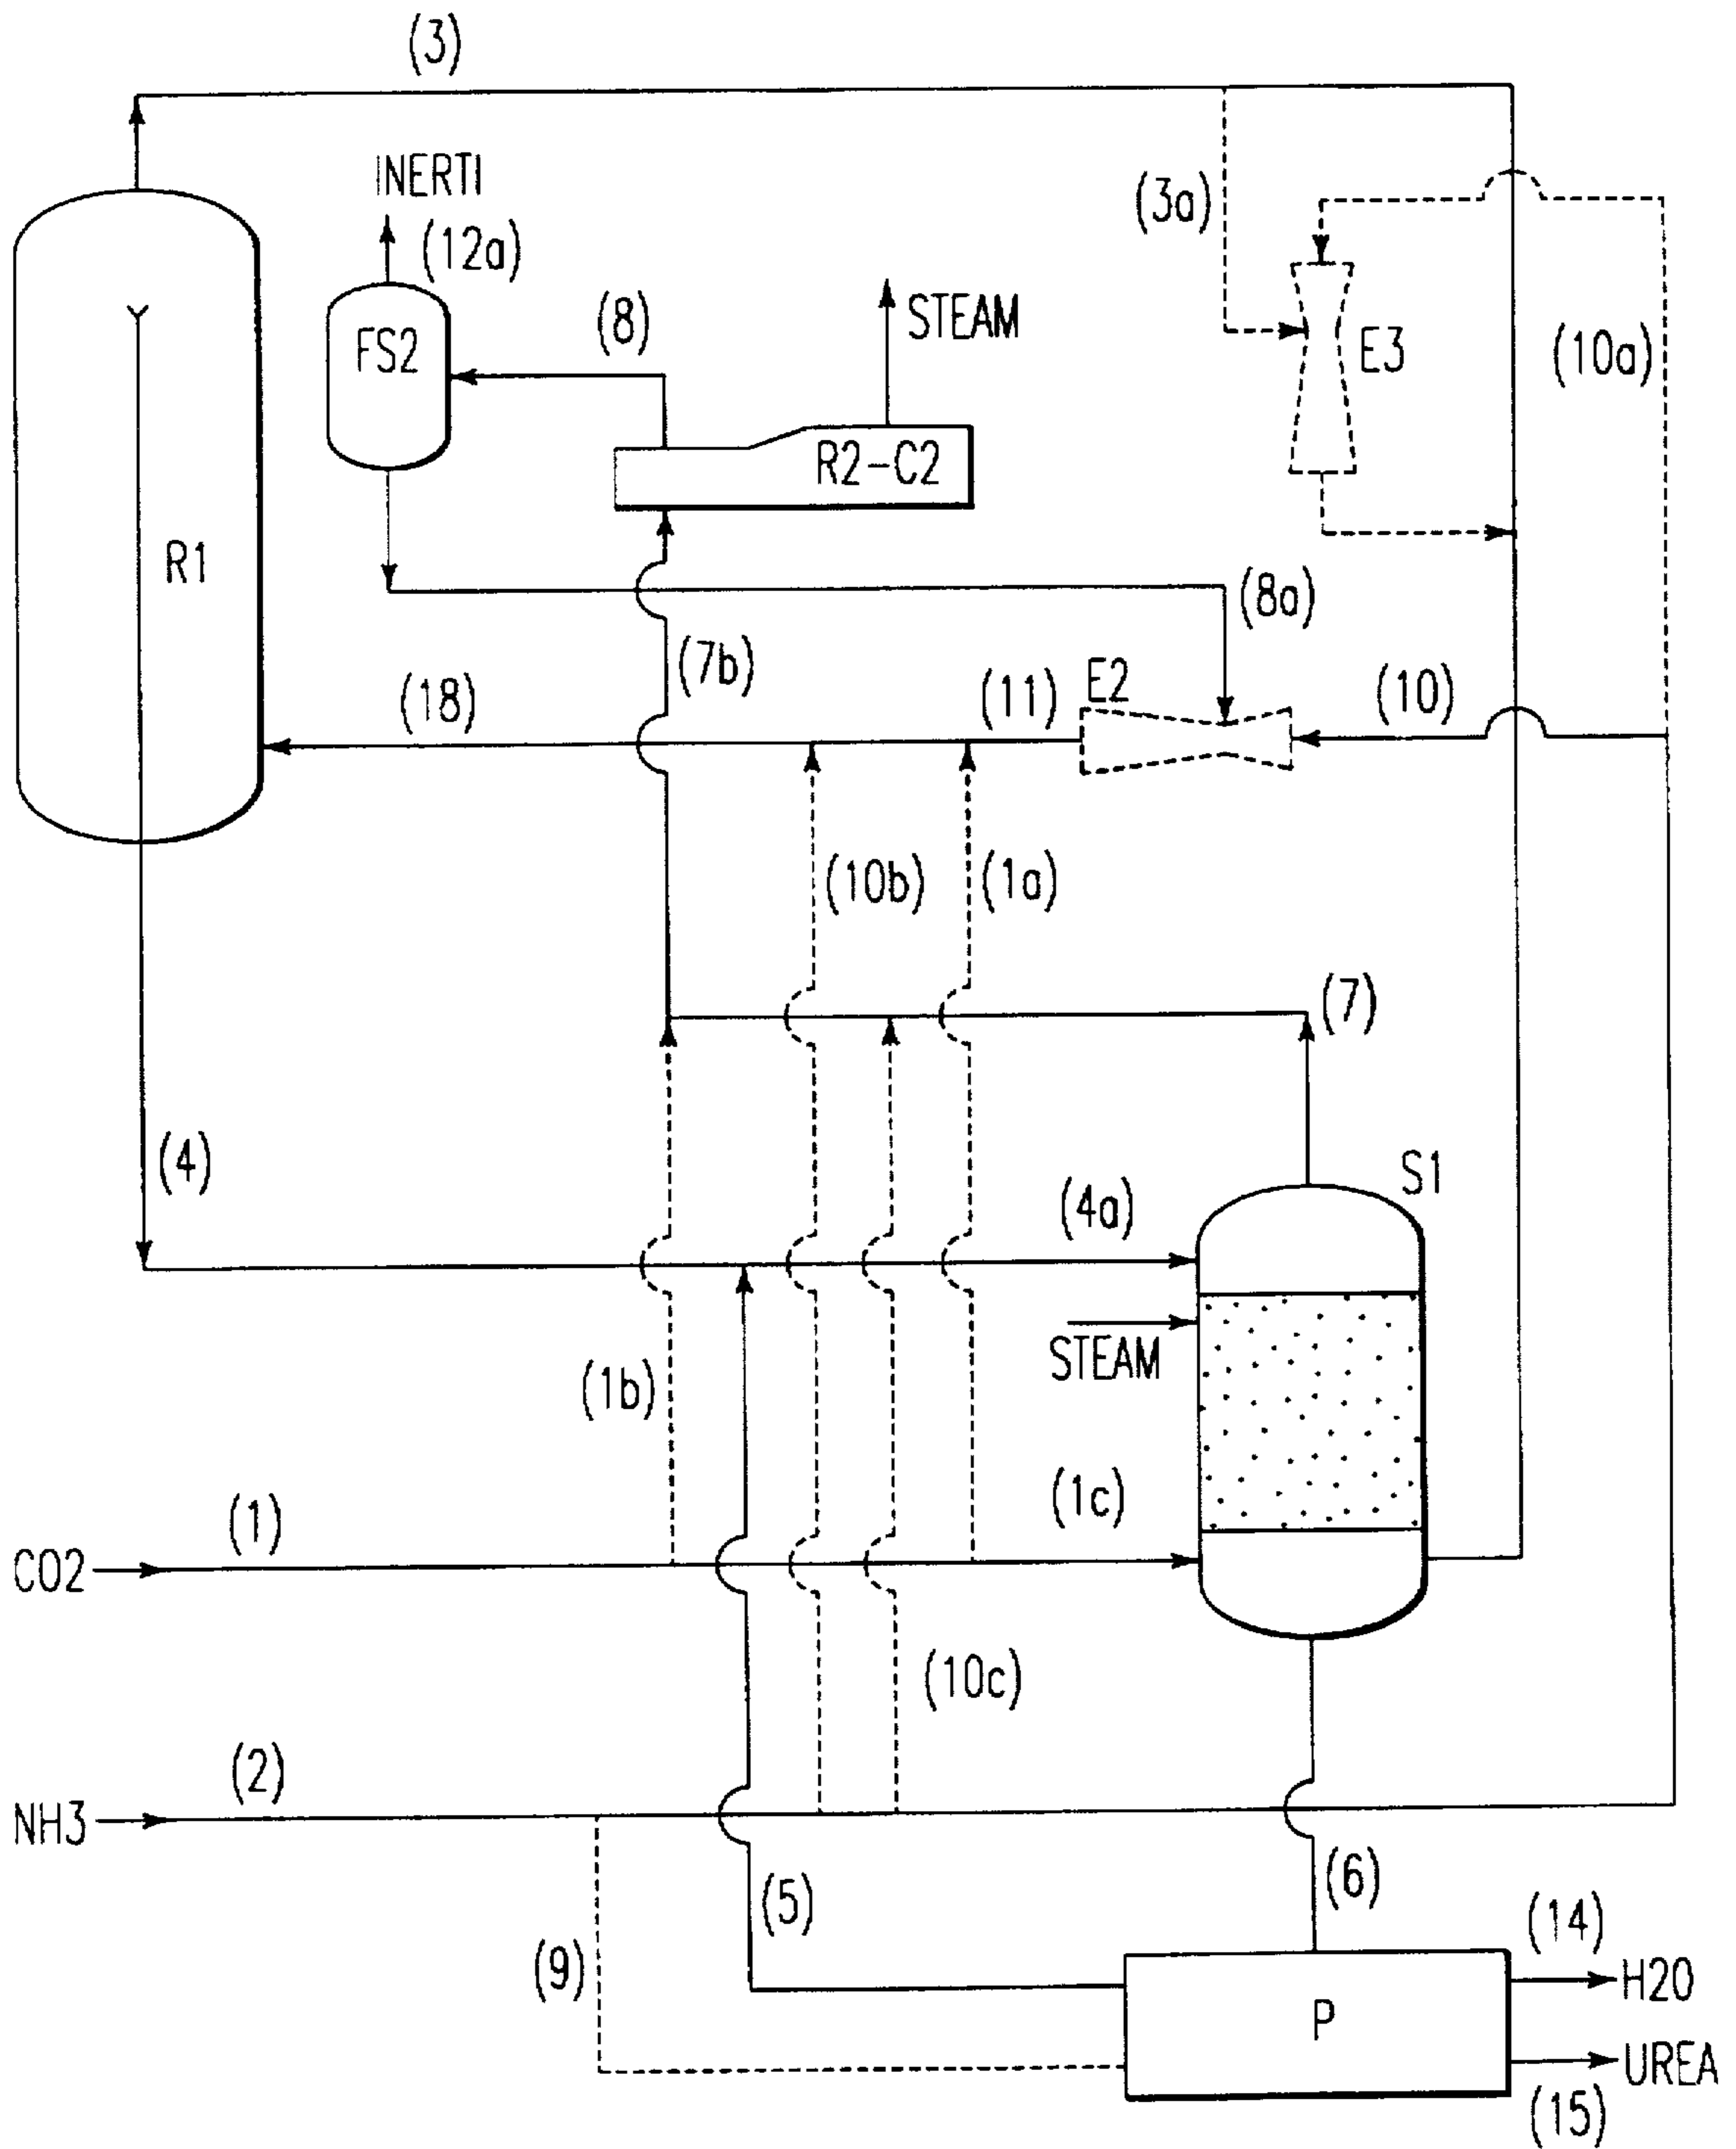 (3)
INERTI
(12a)
(3a)
FS2
(8)
STEAM
E3
(10a)
R2-C2
R1
(8a)
(7b)
(18)
(11)
E2
(10)
(10b)
(1a)
(7)
(4)
S1
(4a)
STEAM
(1b)
(1c)
(1)
CO2
(10c)
(2)
NH3
(5)
(6)
(14)
(9)
H2O
P
UREA
(15)